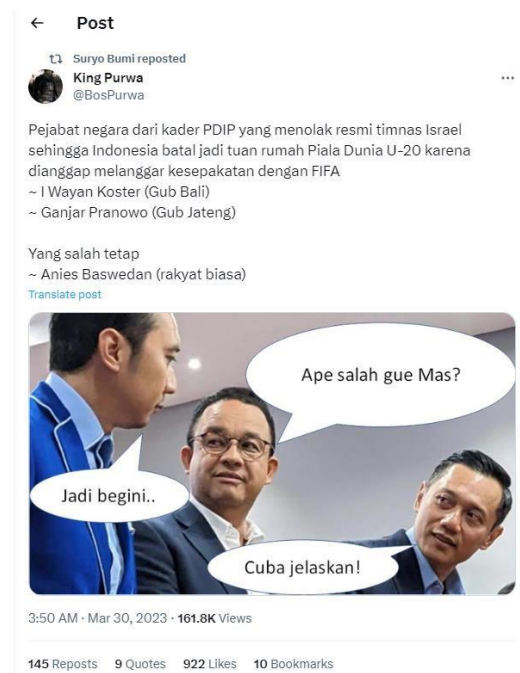 Post
Suryo Bumi reposted
King Purwa
@BosPurwa
Pejabat negara dari kader PDIP yang menolak resmi timnas Israel
sehingga Indonesia batal jadi tuan rumah Piala Dunia U-20 karena
dianggap melanggar kesepakatan dengan FIFA
~ I Wayan Koster (Gub Bali)
~ Ganjar Pranowo (Gub Jateng)
Yang salah tetap
~ Anies Baswedan (rakyat biasa)
Translate post
Ape salah gue Mas?
Jadi begini..
Cuba jelaskan!
3:50 AM · Mar 30, 2023 · 161.8K Views
145 Reposts 9 Quotes 922 Likes 10 Bookmarks